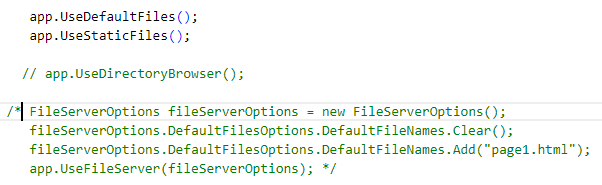 app.UseDefaultFiles();
app.UseStaticFiles();
// app.UseDirectoryBrowser();
/* FileServerOptions fileServerOptions = new FileServerOptions();
fileServerOptions.DefaultFilesOptions.DefaultFileNames.Clear();
fileServerOptions.DefaultFilesOptions.DefaultFileNames.Add("page1.html");
app.UseFileServer(fileServerOptions); */